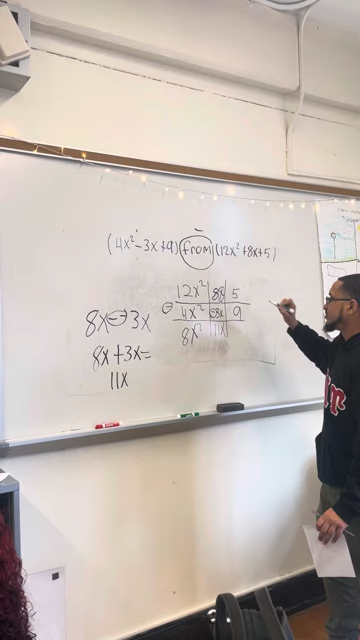 (4x² -3x+9) from (12x²+8x+5)
12x² 8x 5
⊖ 4x² -3x 9
8x² 11x
8x ⊖ -3x
8x+3x=
11x